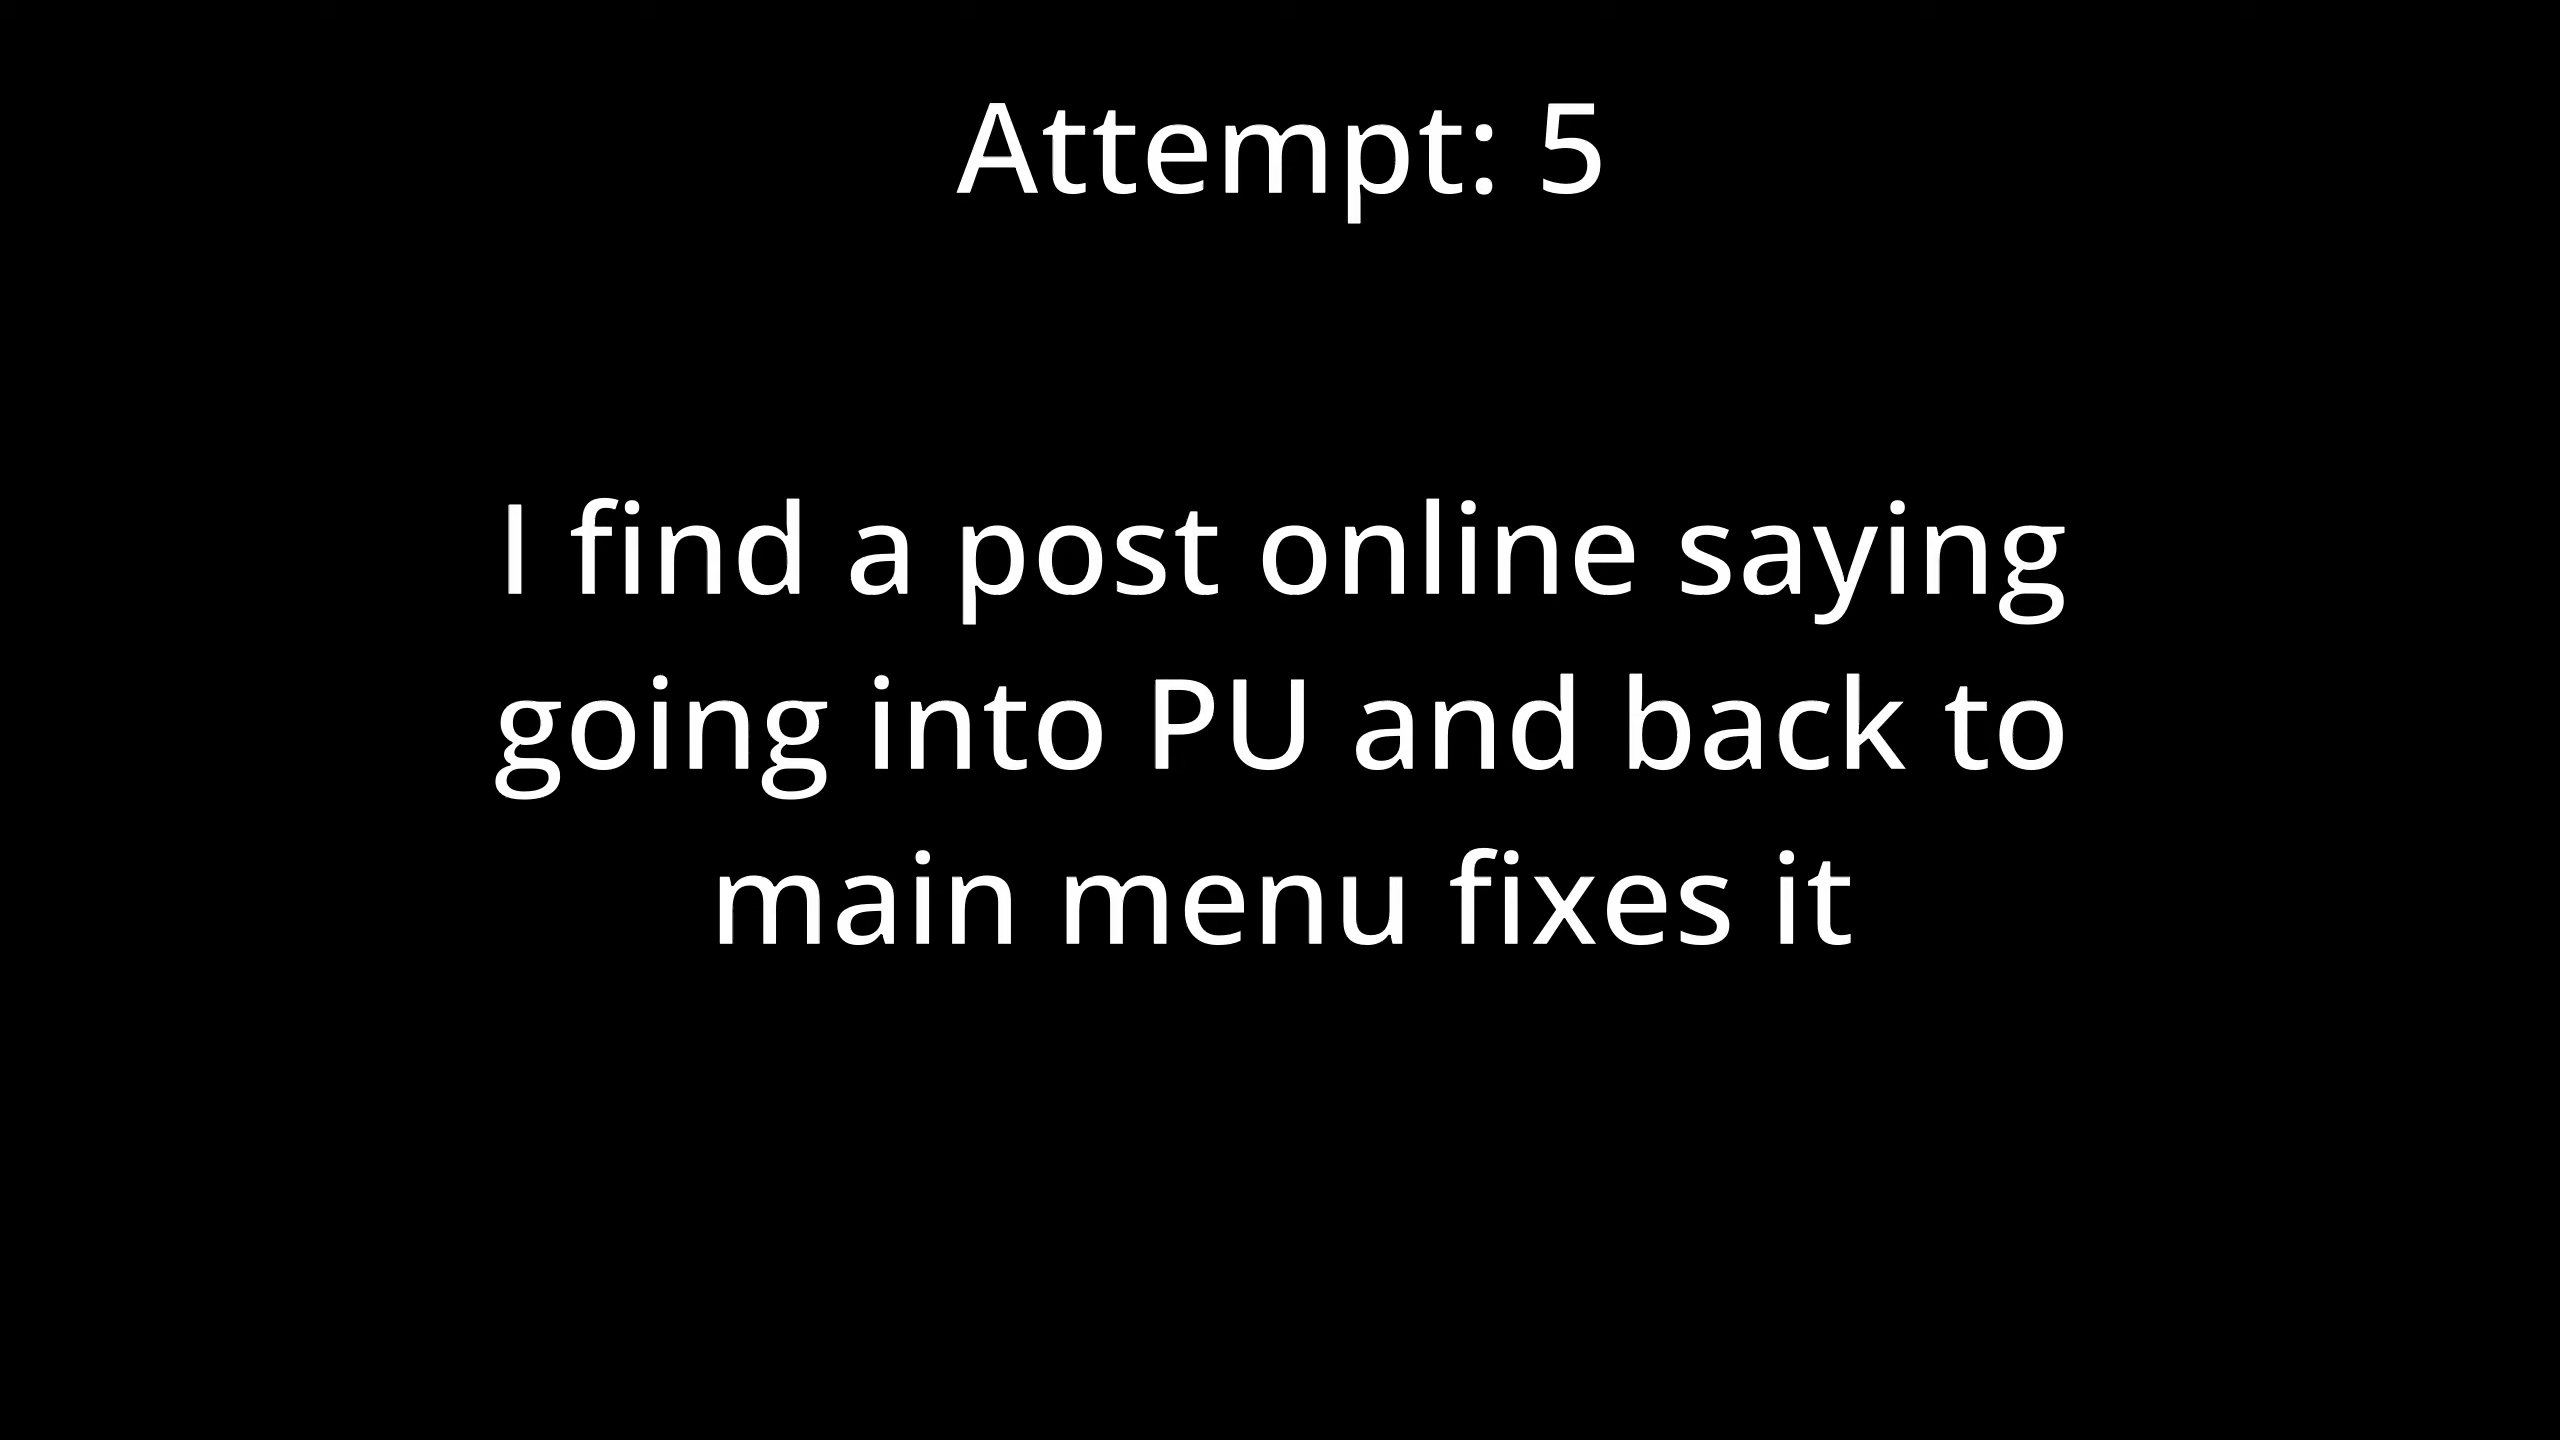 Attempt: 5
I find a post online saying
going into PU and back to
main menu fixes it